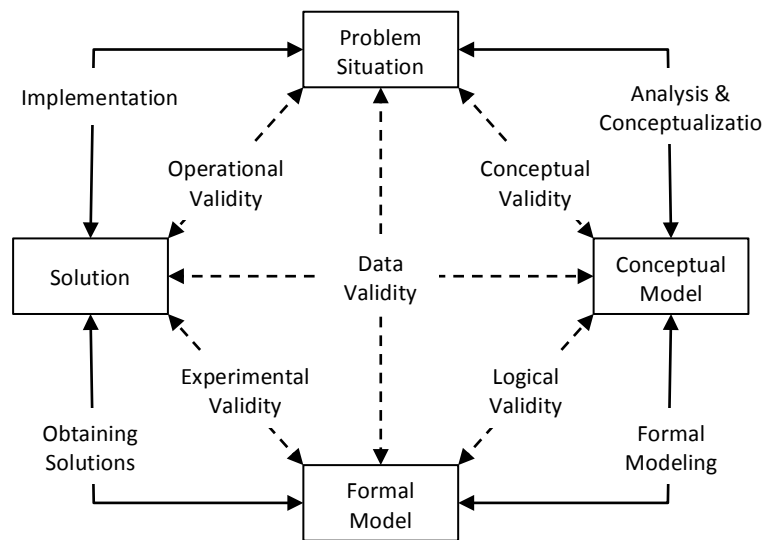 Problem
Situation
Implementation
Analysis &
Conceptualizatio
Operational
Validity
Conceptual
Validity
Solution
Data
Validity
Conceptual
Model
Experimental
Validity
Logical
Validity
Obtaining
Solutions
Formal
Modeling
Formal
Model